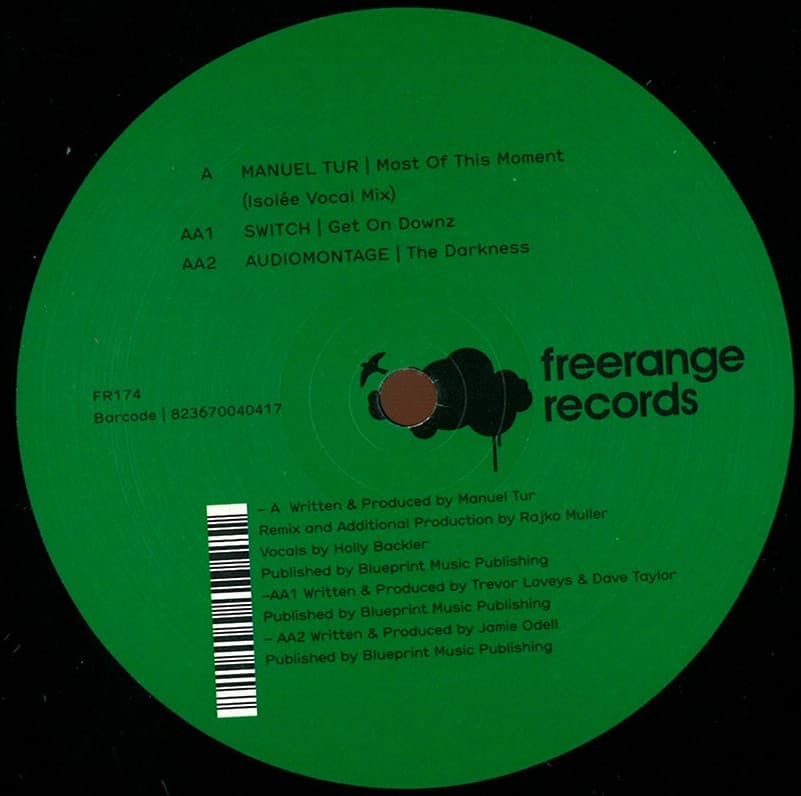 A MANUEL TUR | Most Of This Moment
(Isolée Vocal Mix)
AA1 SWITCH | Get On Downz
AA2 AUDIOMONTAGE | The Darkness
freerange
records
FR174
Barcode | 823670040417
– A Written & Produced by Manuel Tur
Remix and Additional Production by Rajko Muller
Vocals by Holly Backler
Published by Blueprint Music Publishing
–AA1 Written & Produced by Trevor Loveys & Dave Taylor
Published by Blueprint Music Publishing
– AA2 Written & Produced by Jamie Odell
Published by Blueprint Music Publishing